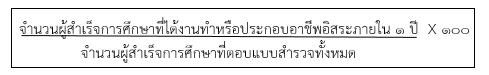 จำนวนผู้สำเร็จการศึกษาที่ได้งานทำหรือประกอบอาชีพอิสระภายใน ๑ ปี X ๑๐๐
จำนวนผู้สำเร็จการศึกษาที่ตอบแบบสำรวจทั้งหมด